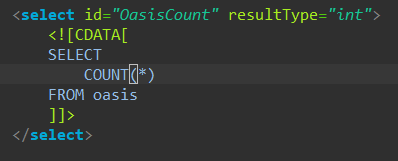 <select id="OasisCount" resultType="int">
<![CDATA[
SELECT
COUNT(*)
FROM oasis
]]>
</select>